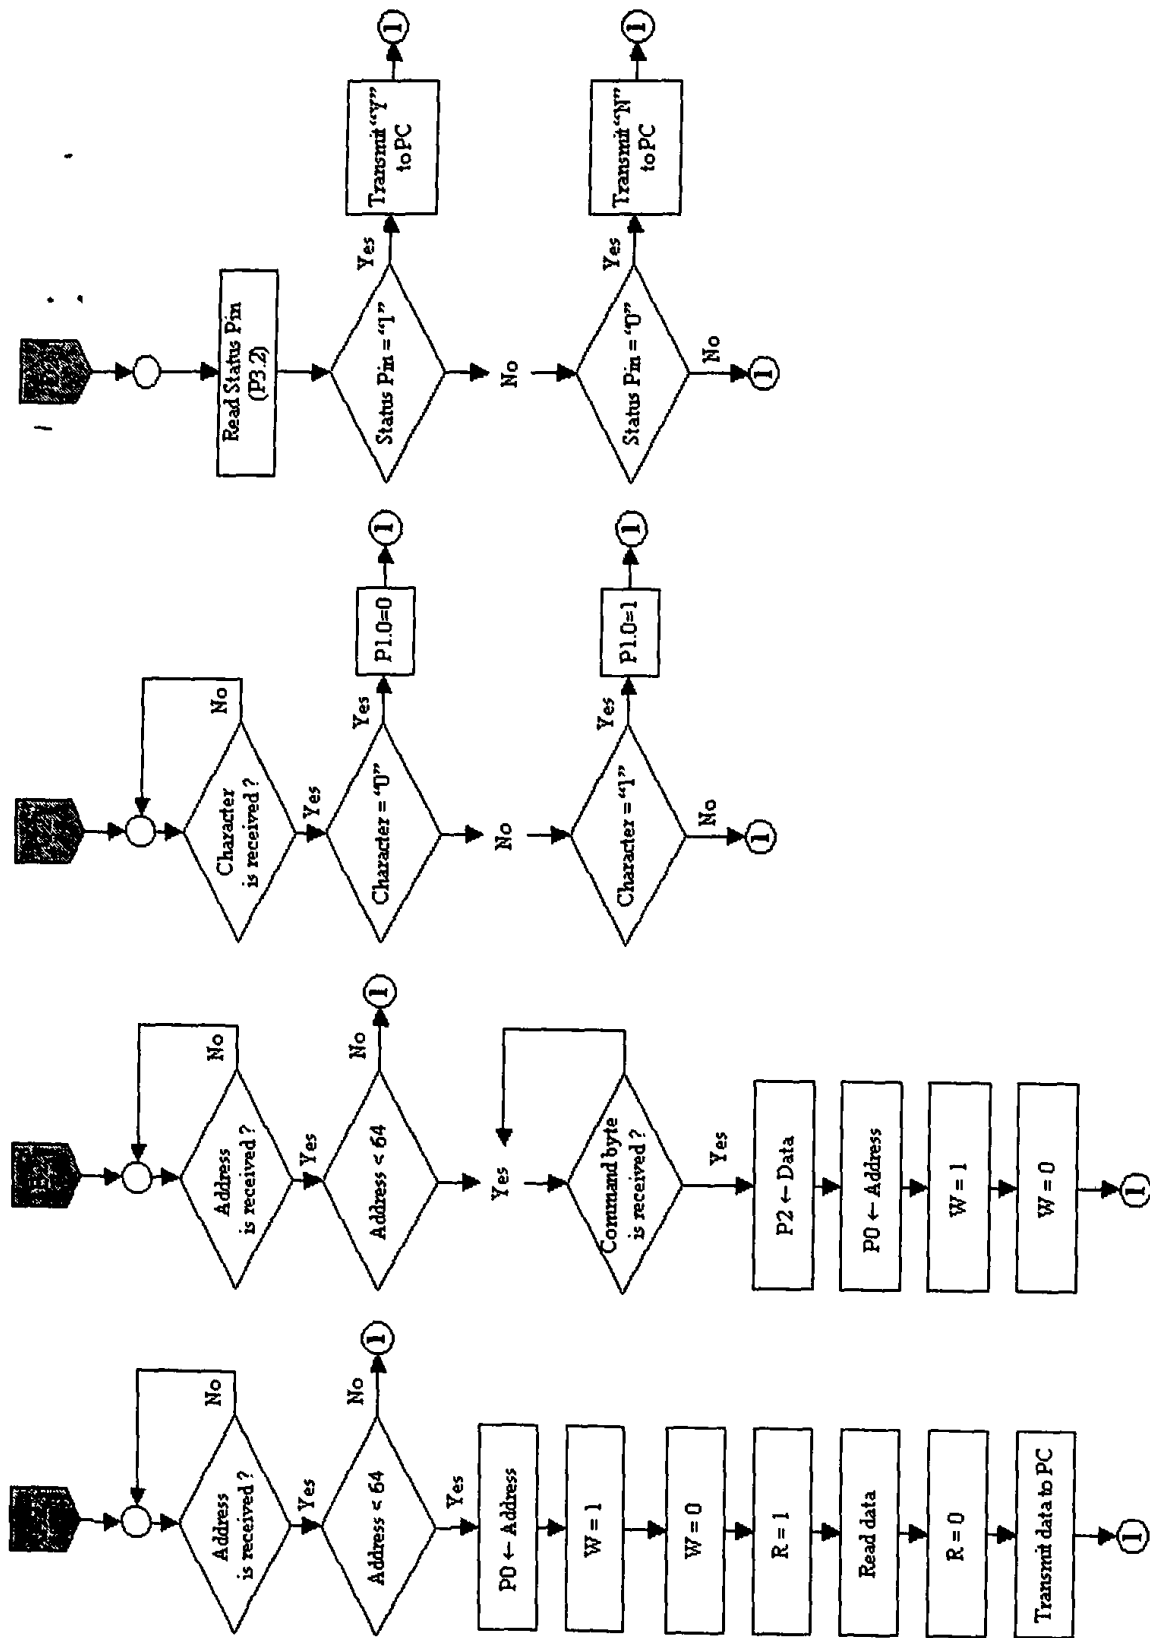 Address
is received ?
No
Yes
Address < 64
No
1
Yes
P0 ← Address
W = 1
W = 0
R = 1
Read data
R = 0
Transmit data to PC
1
Address
is received ?
No
Yes
Address < 64
No
1
Yes
Command byte
is received ?
Yes
P2 ← Data
P0 ← Address
W = 1
W = 0
1
Character
is received ?
No
Yes
Character = “0”
Yes
P1.0=0
1
No
Character = “1”
Yes
P1.0=1
1
No
1
Read Status Pin
(P3.2)
Status Pin = “1”
Yes
Transmit “Y”
to PC
1
No
Status Pin = “0”
Yes
Transmit “N”
to PC
1
No
1